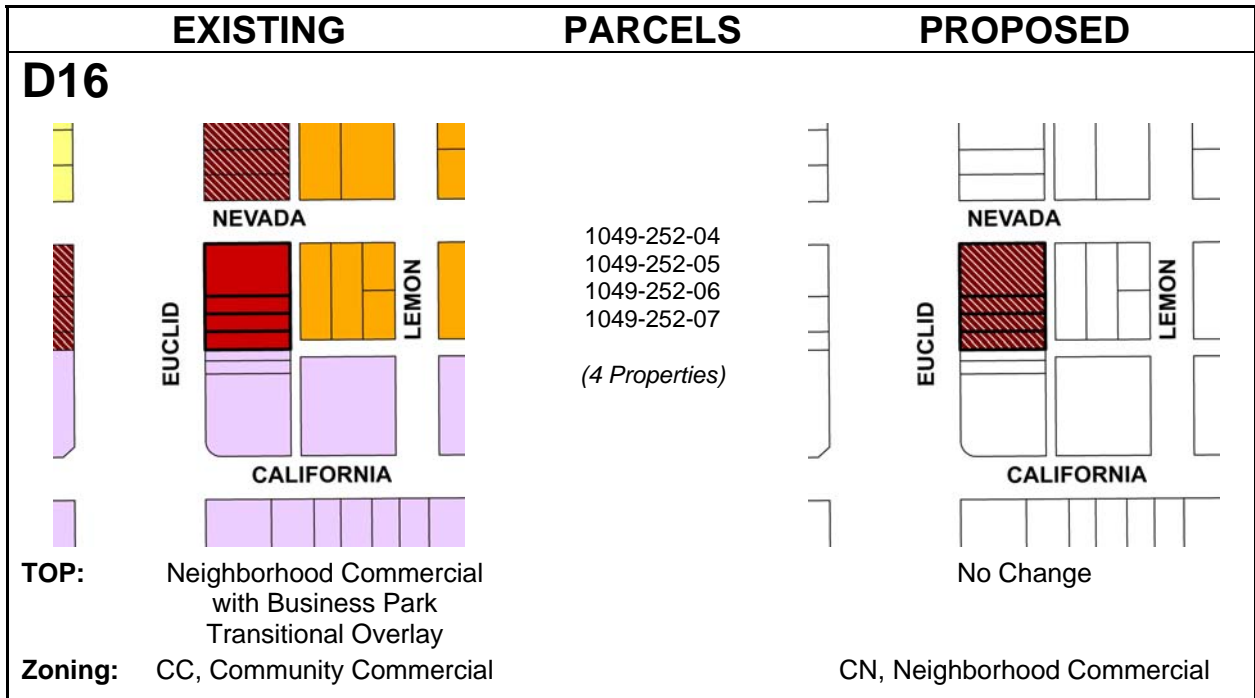 EXISTING PARCELS PROPOSED
D16
NEVADA
EUCLID
LEMON
CALIFORNIA
1049-252-04
1049-252-05
1049-252-06
1049-252-07
(4 Properties)
NEVADA
EUCLID
LEMON
CALIFORNIA
TOP: Neighborhood Commercial No Change
with Business Park
Transitional Overlay
Zoning: CC, Community Commercial CN, Neighborhood Commercial